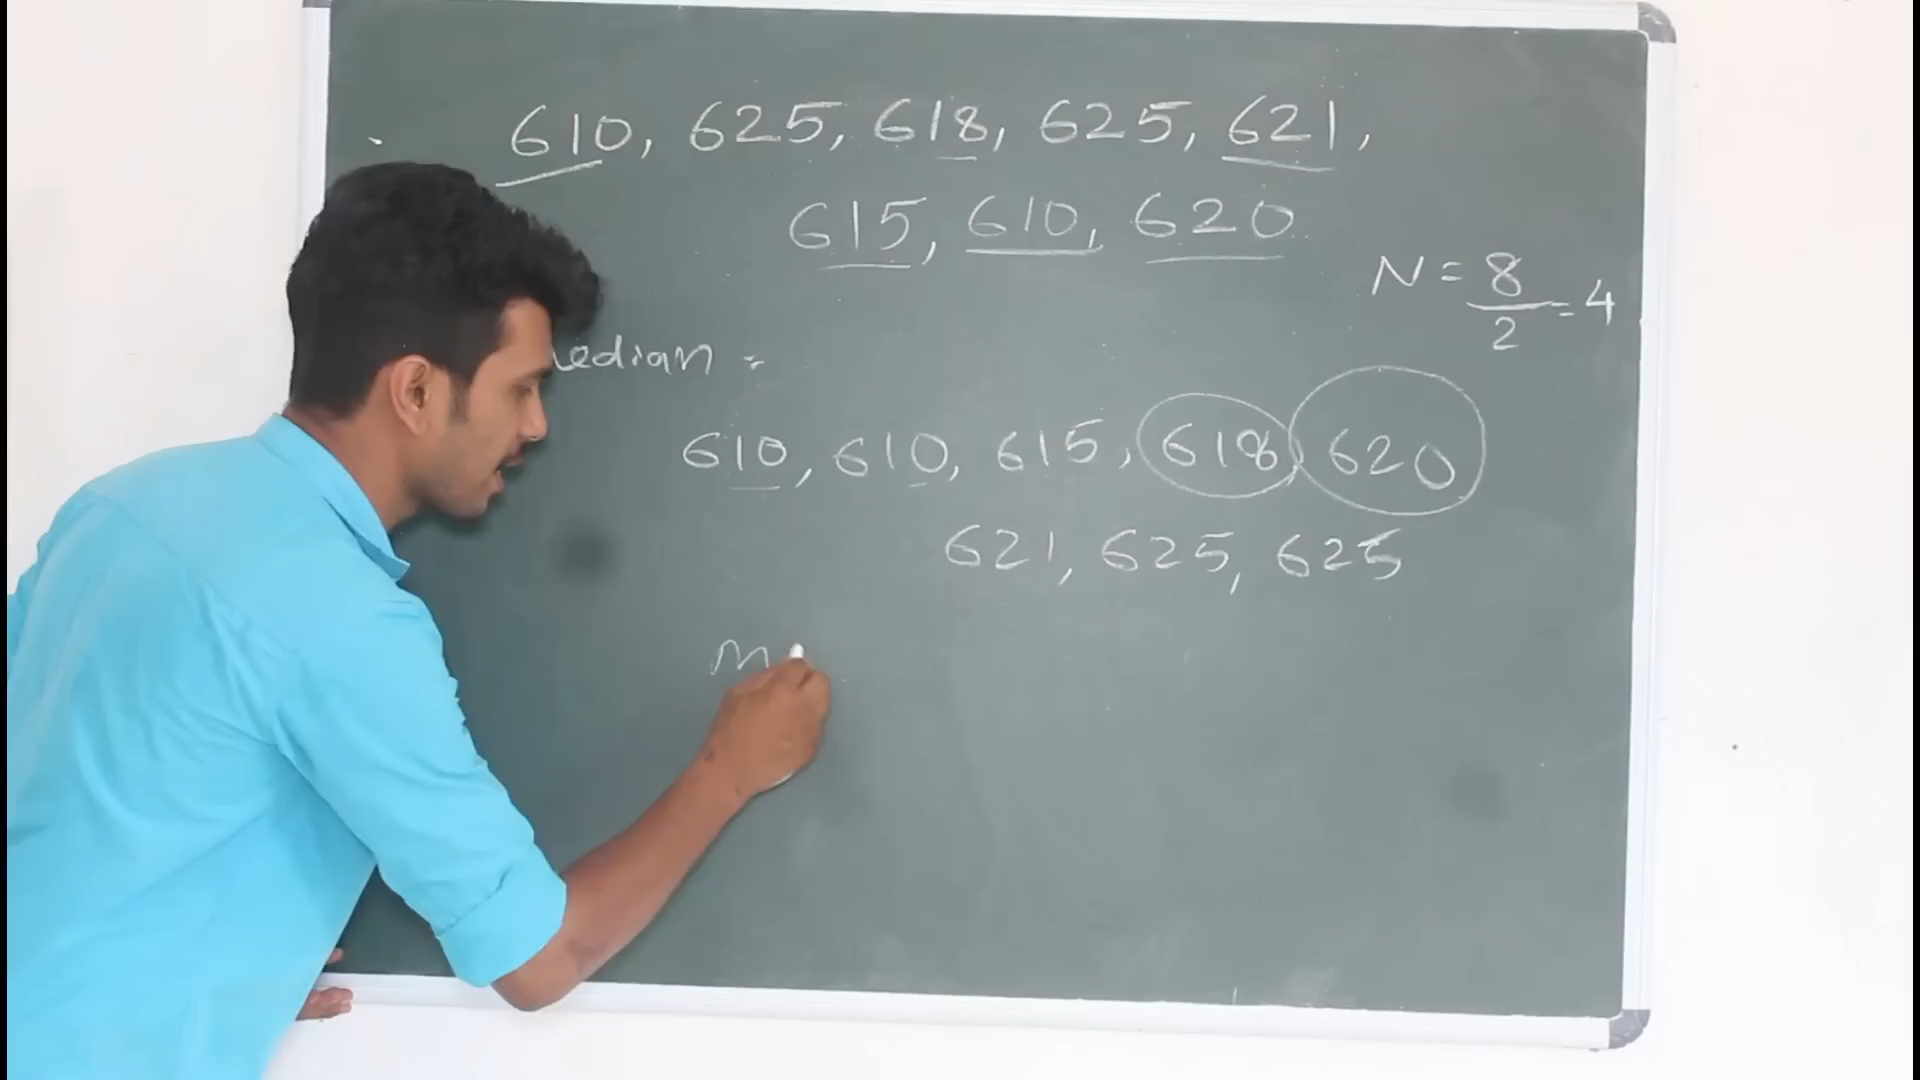 610, 625, 618, 625, 621,
615, 610, 620
N = 8/2 = 4
edian =
610, 610, 615, 618, 620
621, 625, 625
m